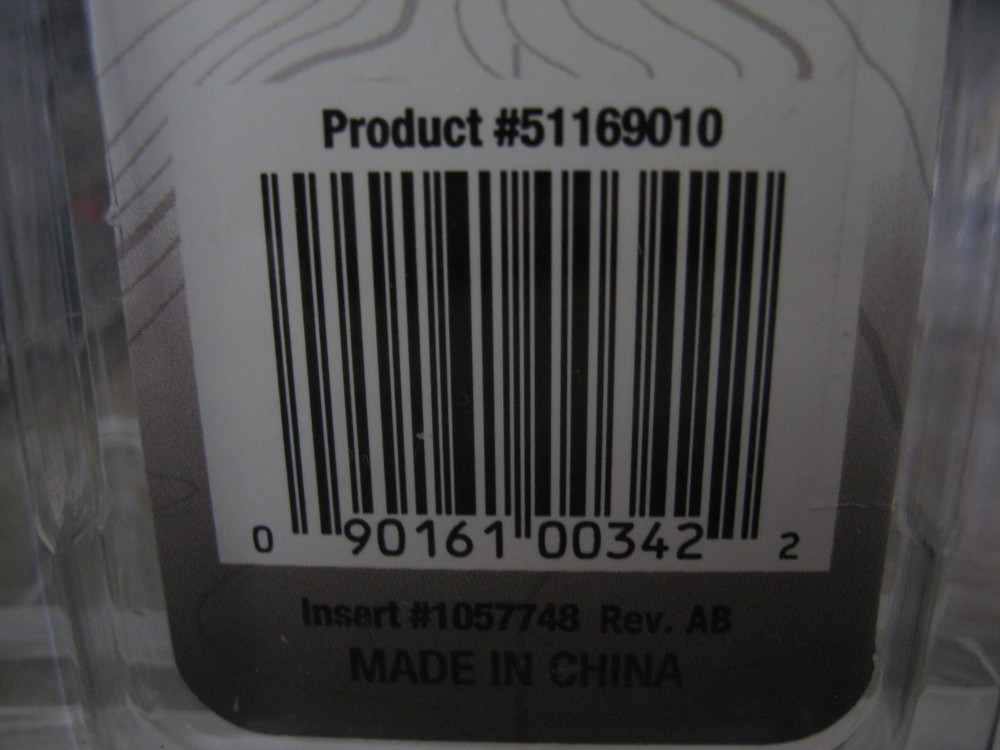 Product #51169010
0 90161 00342 2
Insert #1057748 Rev. AB
MADE IN CHINA